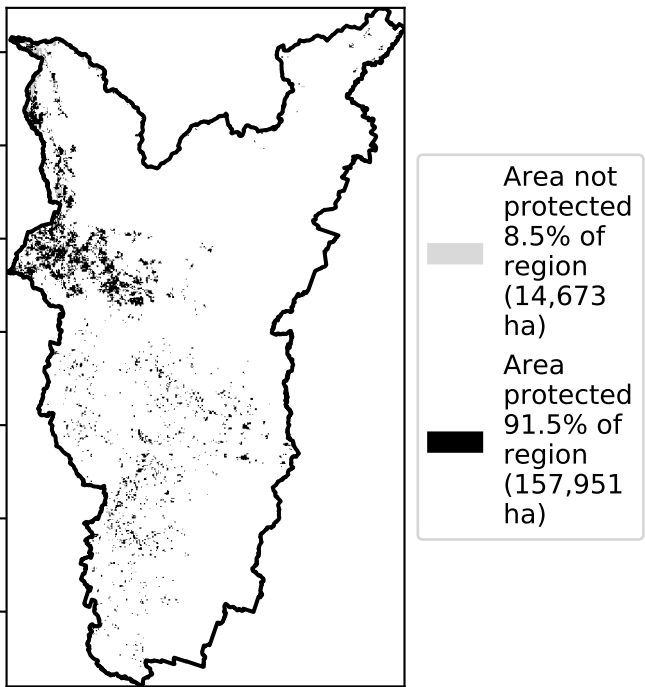 Area not
protected
8.5% of
region
(14,673
ha)
Area
protected
91.5% of
region
(157,951
ha)